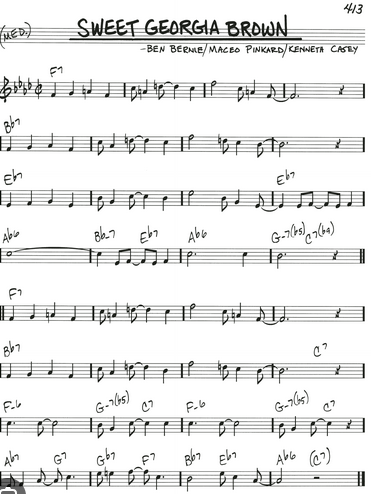 413
(MED.)
SWEET GEORGIA BROWN
-BEN BERNIE/MACEO PINKARD/KENNETH CASEY
F7
Bb7
Eb7 Eb7
Ab6 Bb-7 Eb7 Ab6 G-7(b5) C7(b9)
F7
Bb7 C7
F-6 G-7(b5) C7 F-6 G-7(b5) C7
Ab7 G7 Gb7 F7 Bb7 Eb7 Ab6 (C7)